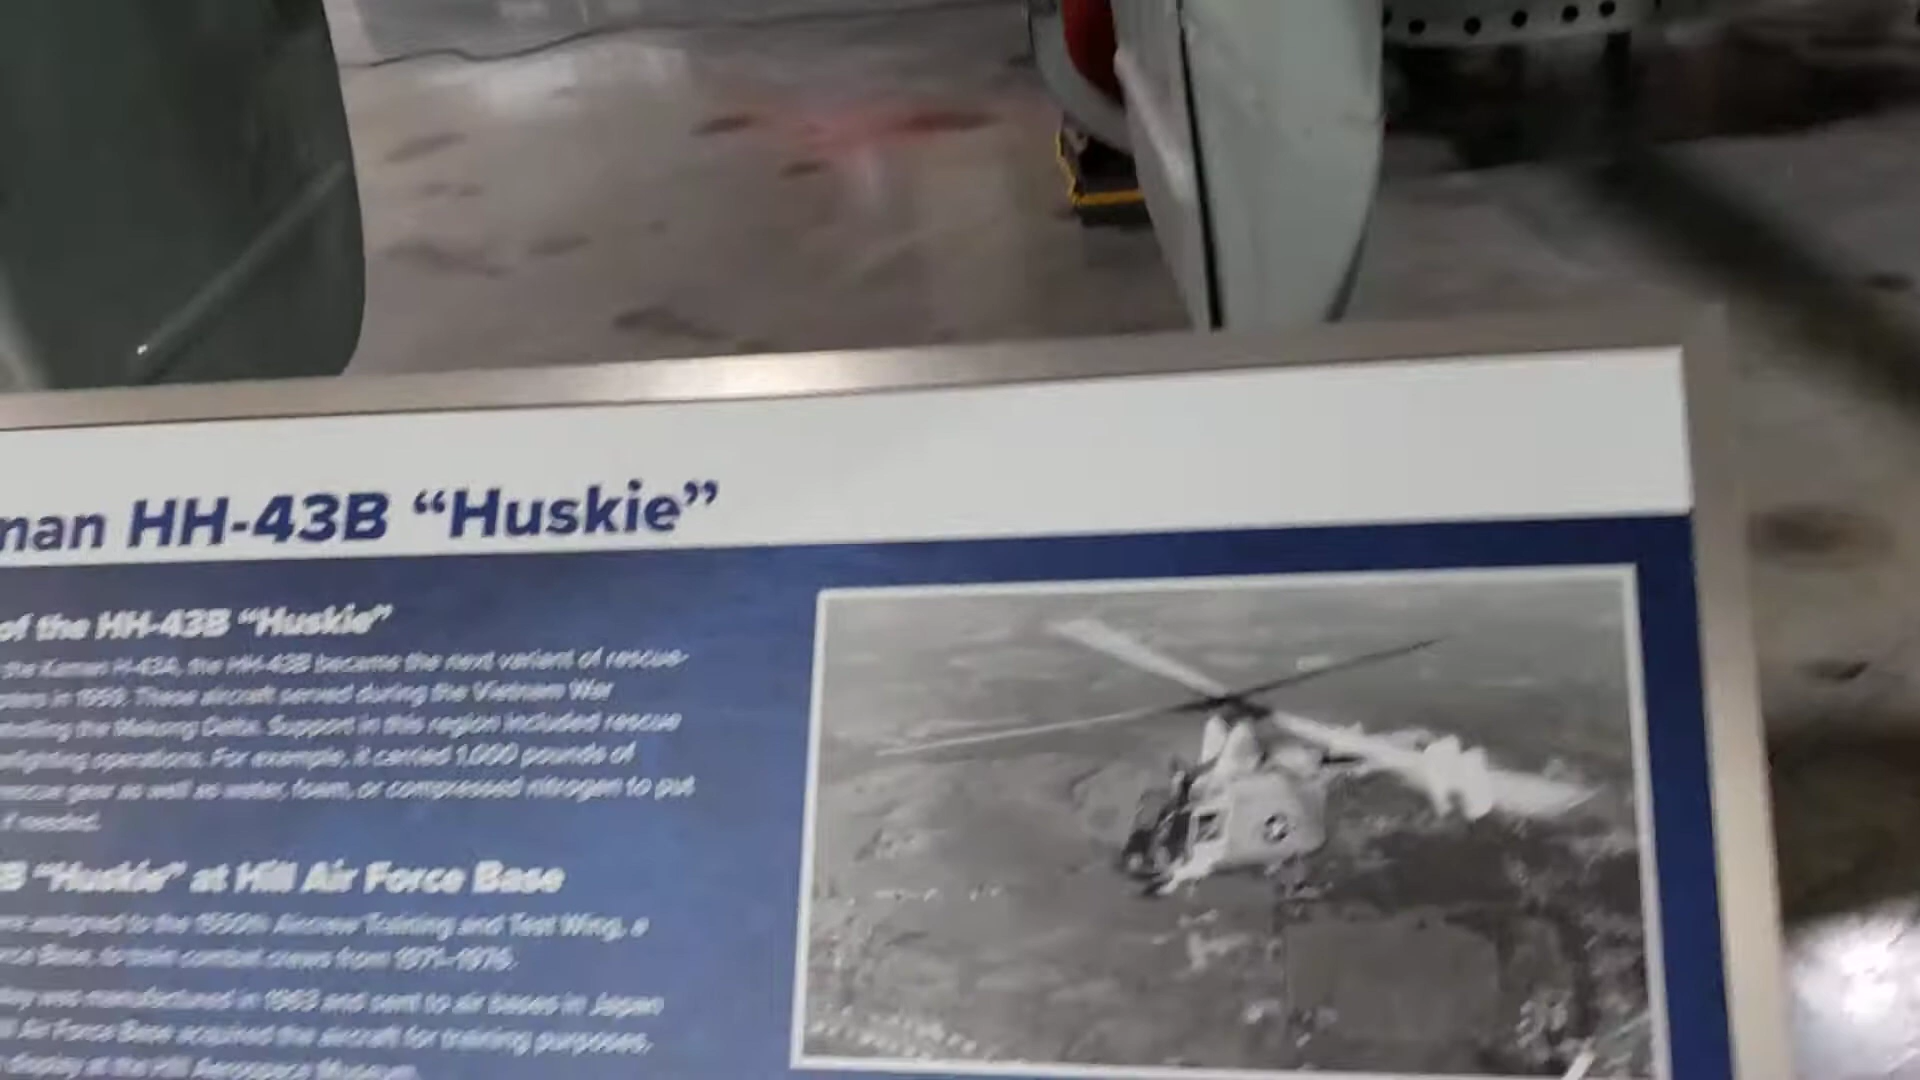 man HH-43B “Huskie”
of the HH-43B “Huskie”
the Kaman H-43A, the HH-43B became the next variant of rescue-
in 1959. These aircraft served during the Vietnam War
the Mekong Delta. Support in this region included rescue
operations. For example, it carried 1,000 pounds of
rescue gear as well as water, foam, or compressed nitrogen to put
if needed.
B “Huskie” at Hill Air Force Base
assigned to the 1550th Aircrew Training and Test Wing, a
Base, to train combat crews from 1971-1976.
was manufactured in 1963 and sent to air bases in Japan
Air Force Base acquired the aircraft for training purposes,
display at the Hill Aerospace Museum.